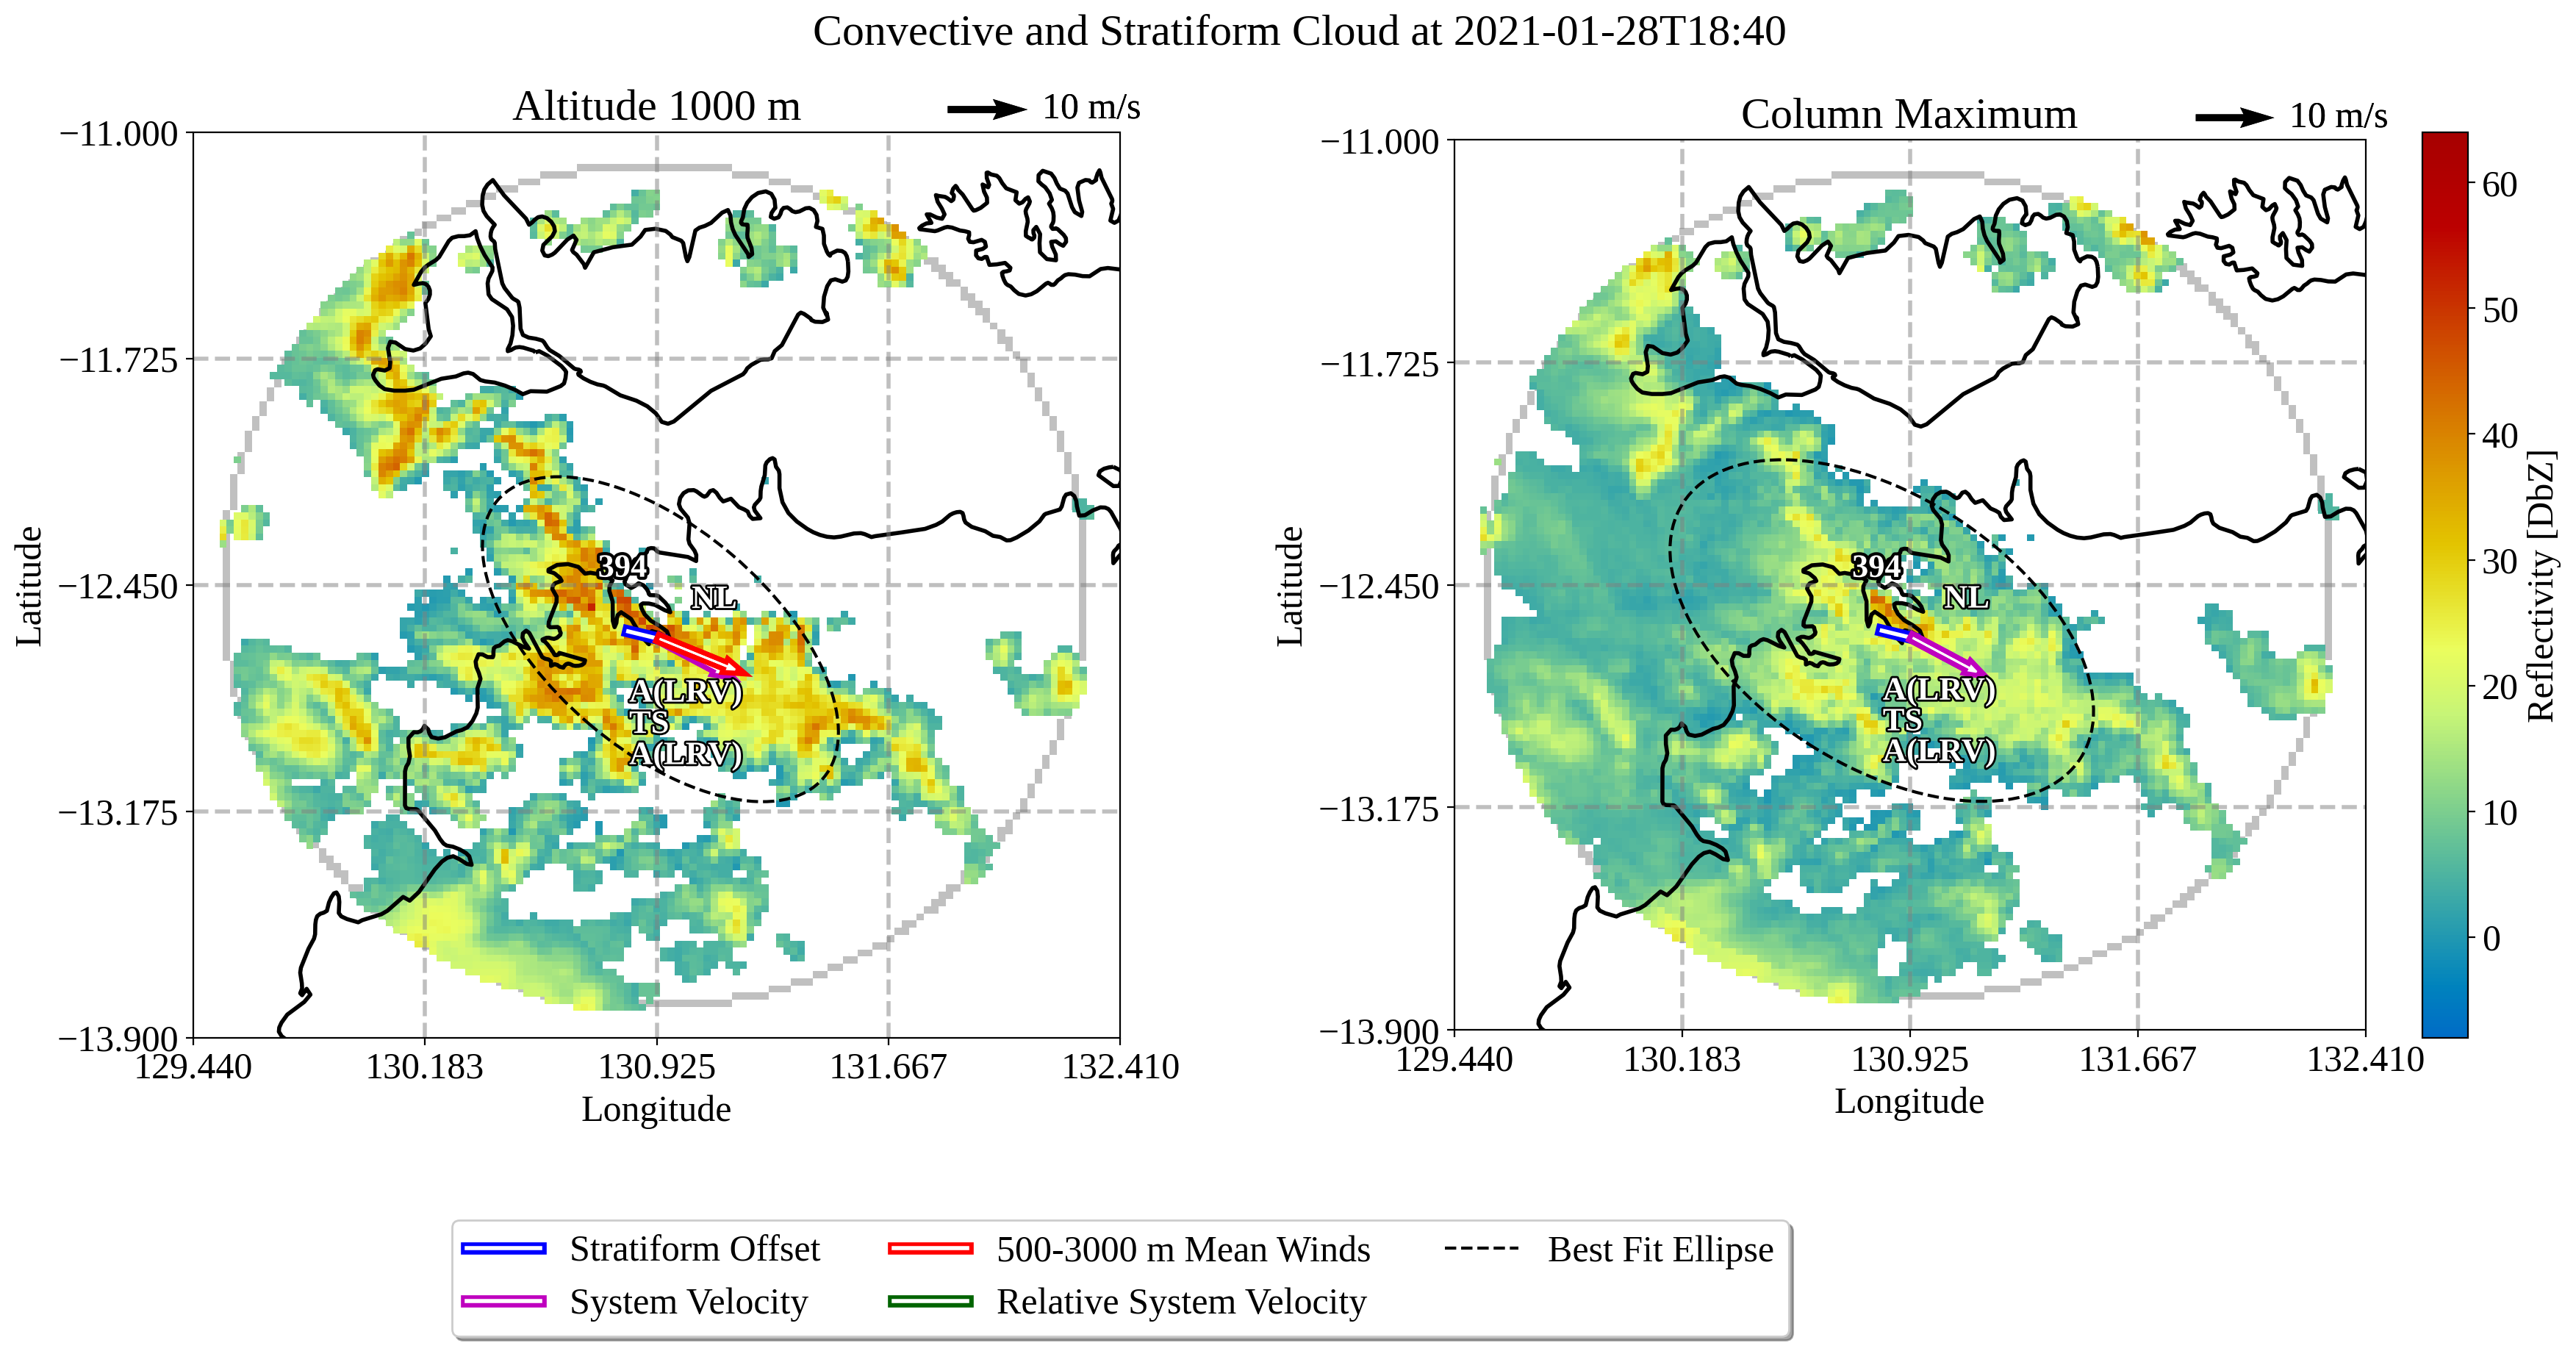 Convective and Stratiform Cloud at 2021-01-28T18:40
Altitude 1000 m
10 m/s
−11.000
−11.725
−12.450
−13.175
−13.900
Latitude
129.440
130.183
130.925
131.667
132.410
Longitude
394
NL
A(LRV)
TS
A(LRV)
Column Maximum
10 m/s
−11.000
−11.725
−12.450
−13.175
−13.900
Latitude
129.440
130.183
130.925
131.667
132.410
Longitude
394
NL
A(LRV)
TS
A(LRV)
60
50
40
30
20
10
0
Reflectivity [DbZ]
Stratiform Offset
System Velocity
500-3000 m Mean Winds
Relative System Velocity
Best Fit Ellipse